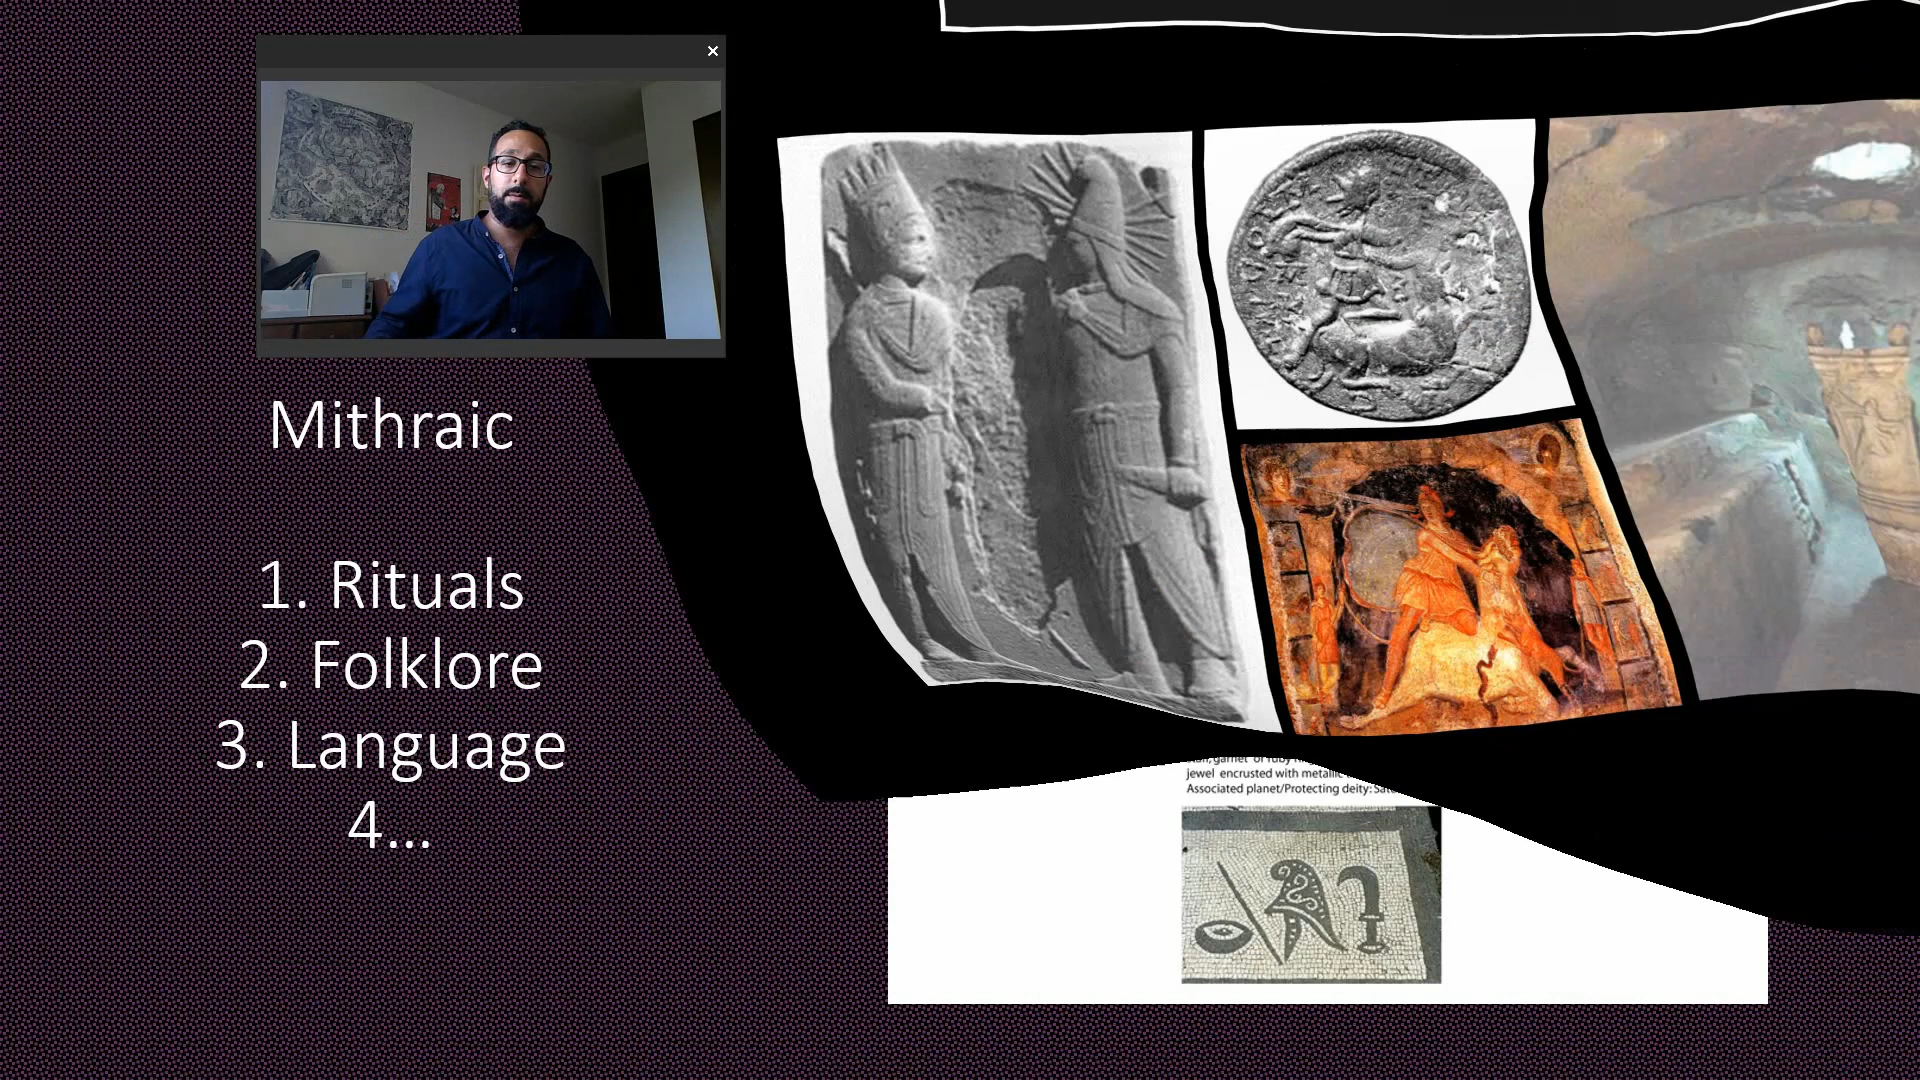 Mithraic
1. Rituals
2. Folklore
3. Language
4...
jewel encrusted with metallic
Associated planet/Protecting deity: